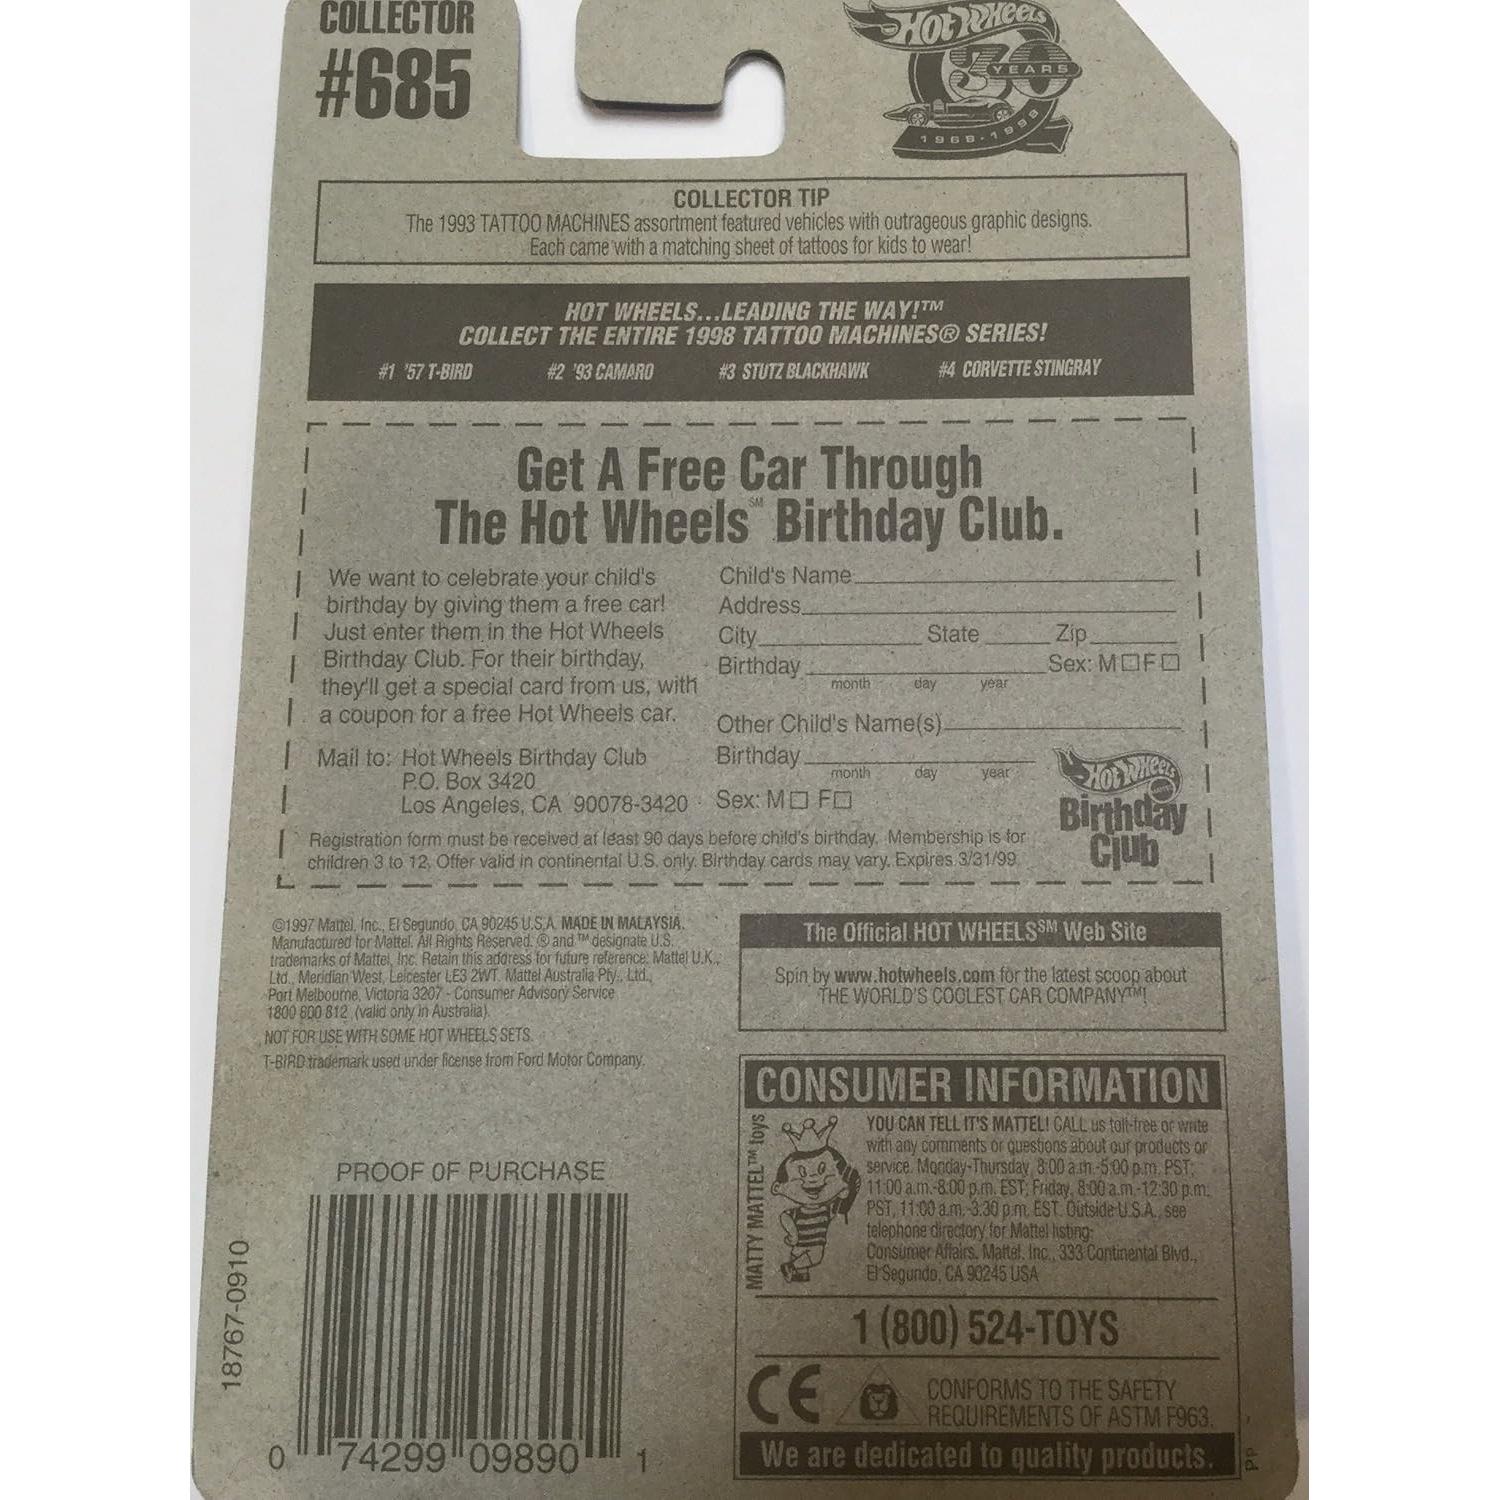 COLLECTOR
#685
HOT WHEELS
30
YEARS
1968-1998
COLLECTOR TIP
The 1993 TATTOO MACHINES assortment featured vehicles with outrageous graphic designs.
Each came with a matching sheet of tattoos for kids to wear!
HOT WHEELS...LEADING THE WAY!™
COLLECT THE ENTIRE 1998 TATTOO MACHINES® SERIES!
#1 '57 T-BIRD #2 '93 CAMARO #3 STUTZ BLACKHAWK #4 CORVETTE STINGRAY
Get A Free Car Through
The Hot Wheels℠ Birthday Club.
We want to celebrate your child's
birthday by giving them a free car!
Just enter them in the Hot Wheels
Birthday Club. For their birthday,
they'll get a special card from us, with
a coupon for a free Hot Wheels car.
Mail to: Hot Wheels Birthday Club
P.O. Box 3420
Los Angeles, CA 90078-3420
Child's Name
Address
City State Zip
Birthday Sex: M□ F□
month day year
Other Child's Name(s)
Birthday
month day year
Sex: M□ F□
HOT WHEELS
Birthday
Club
Registration form must be received at least 90 days before child's birthday. Membership is for
children 3 to 12. Offer valid in continental U.S. only. Birthday cards may vary. Expires 3/31/99.
©1997 Mattel, Inc., El Segundo, CA 90245 U.S.A. MADE IN MALAYSIA.
Manufactured for Mattel. All Rights Reserved. ® and ™ designate U.S.
trademarks of Mattel, Inc. Retain this address for future reference: Mattel U.K.,
Ltd., Meridian West, Leicester LE3 2WT. Mattel Australia Pty., Ltd.,
Port Melbourne, Victoria 3207 - Consumer Advisory Service
1800 800 812 (valid only in Australia).
NOT FOR USE WITH SOME HOT WHEELS SETS.
T-BIRD trademark used under license from Ford Motor Company.
PROOF OF PURCHASE
0 74299 09890 1
18767-0910
The Official HOT WHEELS℠ Web Site
Spin by www.hotwheels.com for the latest scoop about
THE WORLD'S COOLEST CAR COMPANY™!
CONSUMER INFORMATION
MATTY MATTEL™ toys
YOU CAN TELL IT'S MATTEL! CALL us toll-free or write
with any comments or questions about our products or
service. Monday-Thursday, 8:00 a.m.-5:00 p.m. PST;
11:00 a.m.-8:00 p.m. EST; Friday, 8:00 a.m.-12:30 p.m.
PST, 11:00 a.m.-3:30 p.m. EST. Outside U.S.A., see
telephone directory for Mattel listing.
Consumer Affairs, Mattel, Inc., 333 Continental Blvd.,
El Segundo, CA 90245 USA
1 (800) 524-TOYS
CE
CONFORMS TO THE SAFETY
REQUIREMENTS OF ASTM F963.
We are dedicated to quality products.
PP